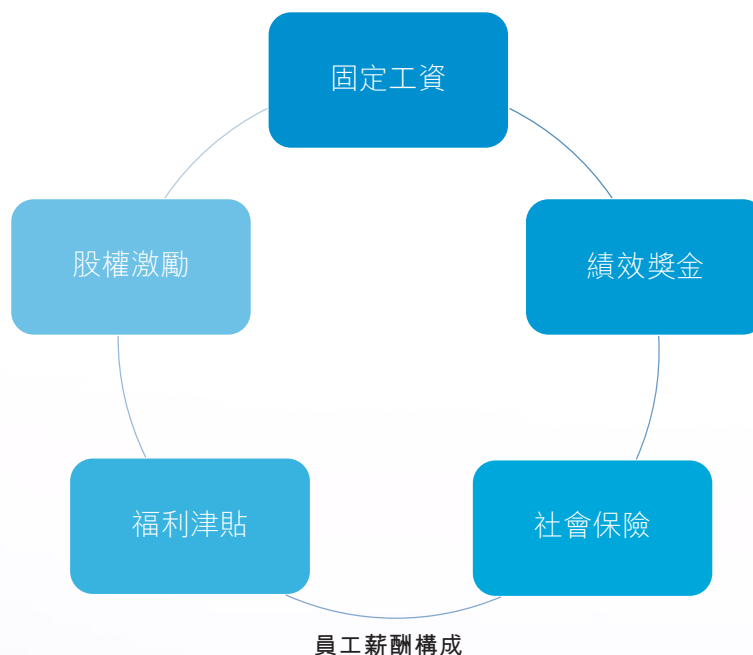 固定工資
股權激勵
績效獎金
福利津貼
社會保險
員工薪酬構成